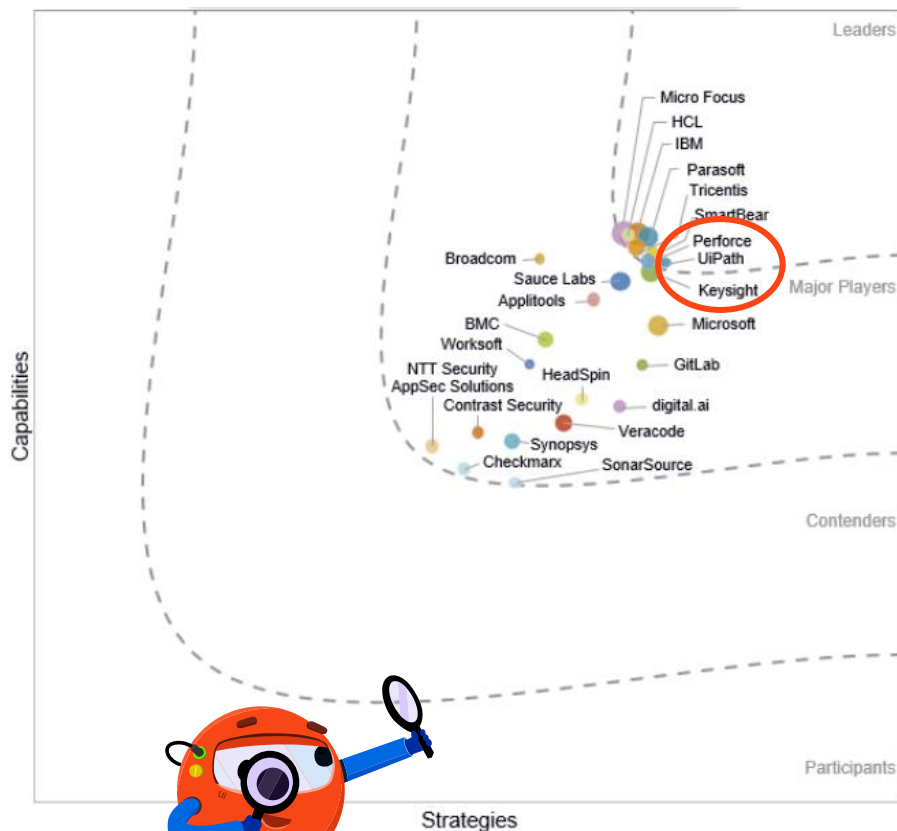 Leaders
Micro Focus
HCL
IBM
Parasoft
Tricentis
SmartBear
Perforce
Broadcom
UiPath
Sauce Labs
Keysight
Major Players
Applitools
BMC
Microsoft
Worksoft
GitLab
NTT Security
AppSec Solutions
HeadSpin
Contrast Security
digital.ai
Veracode
Synopsys
Checkmarx
SonarSource
Capabilities
Contenders
Participants
Ui
Strategies